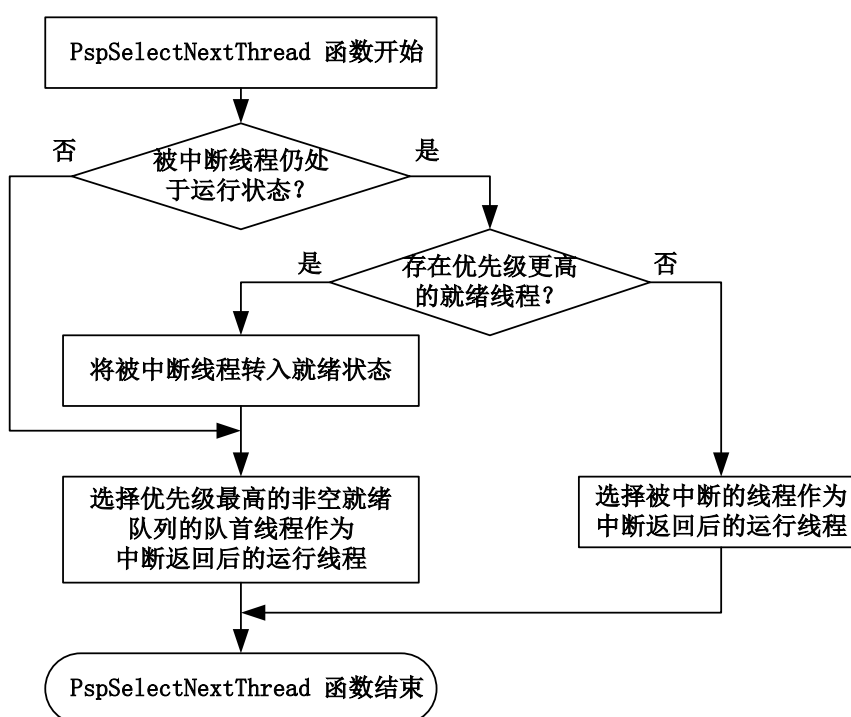 PspSelectNextThread 函数开始
否
是
被中断线程仍处
于运行状态？
是
否
存在优先级更高
的就绪线程？
将被中断线程转入就绪状态
选择优先级最高的非空就绪
队列的队首线程作为
中断返回后的运行线程
选择被中断的线程作为
中断返回后的运行线程
PspSelectNextThread 函数结束